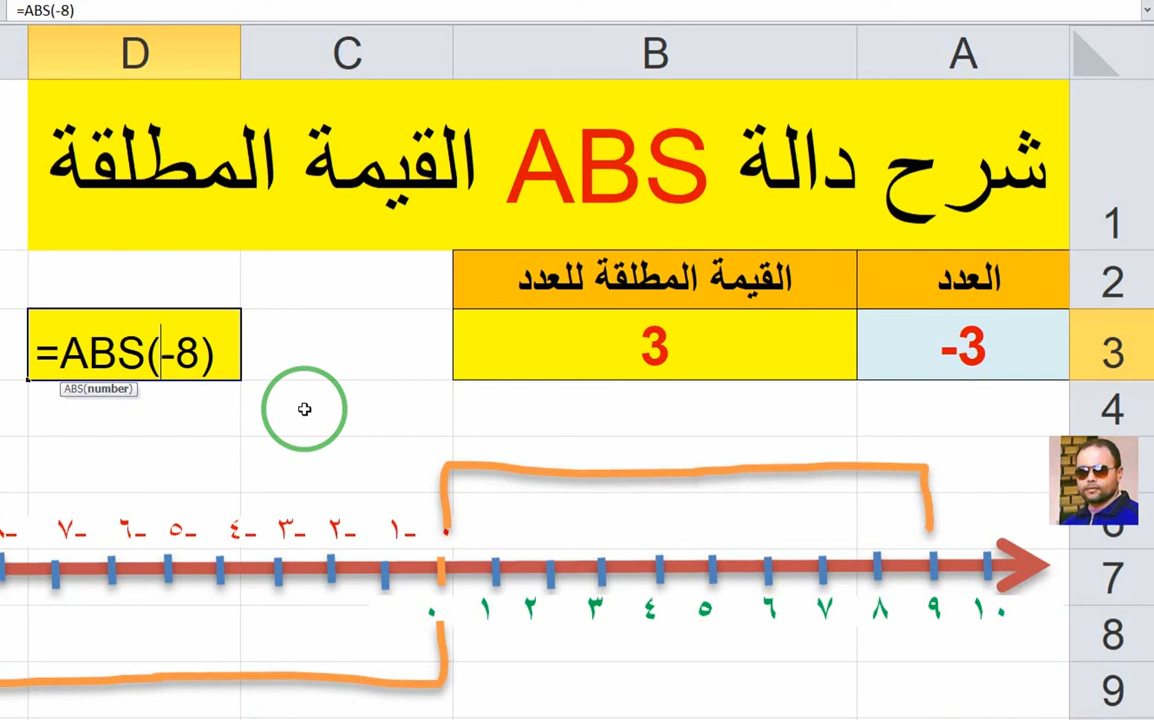 =ABS(-8)
D C B A
شرح دالة ABS القيمة المطلقة
1
العدد القيمة المطلقة للعدد
2
-3 3 =ABS(-8)
3
ABS(number)
4
٠ ١- ٢- ٣- ٤- ٥- ٦- ٧- ٨-
7
٠ ١ ٢ ٣ ٤ ٥ ٦ ٧ ٨ ٩ ١٠
8
9